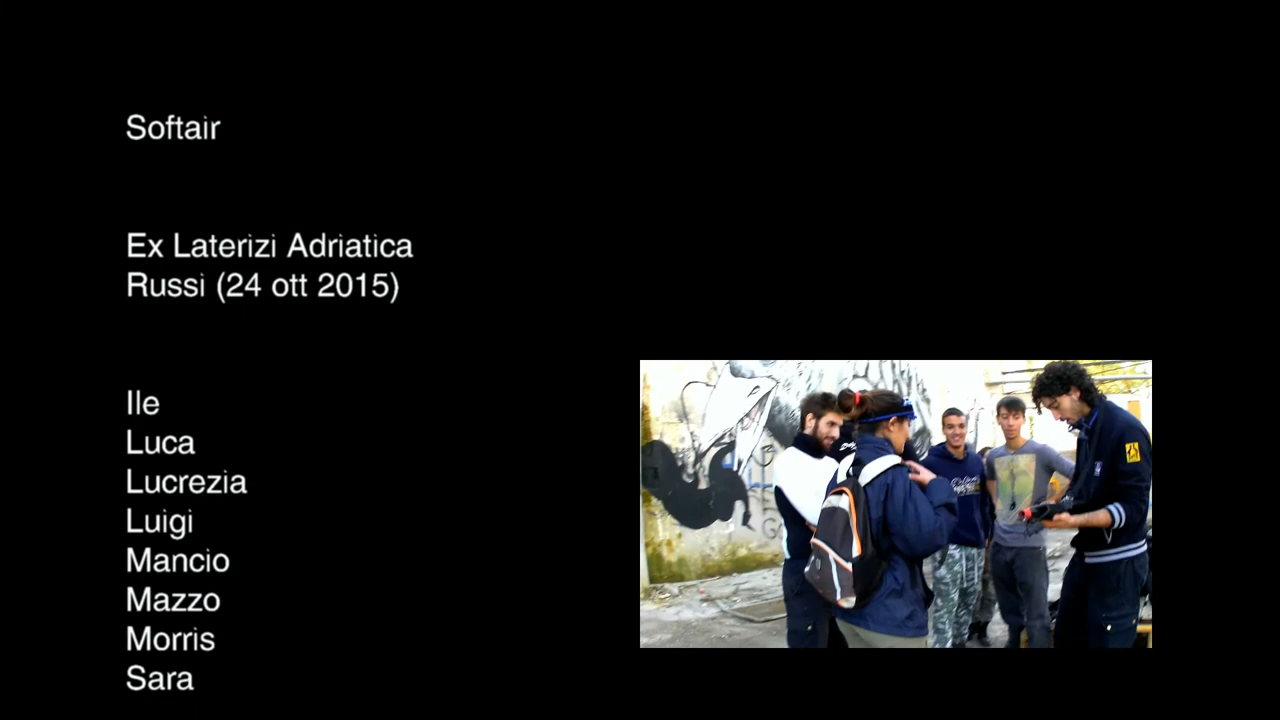 Softair
Ex Laterizi Adriatica
Russi (24 ott 2015)
Ile
Luca
Lucrezia
Luigi
Mancio
Mazzo
Morris
Sara